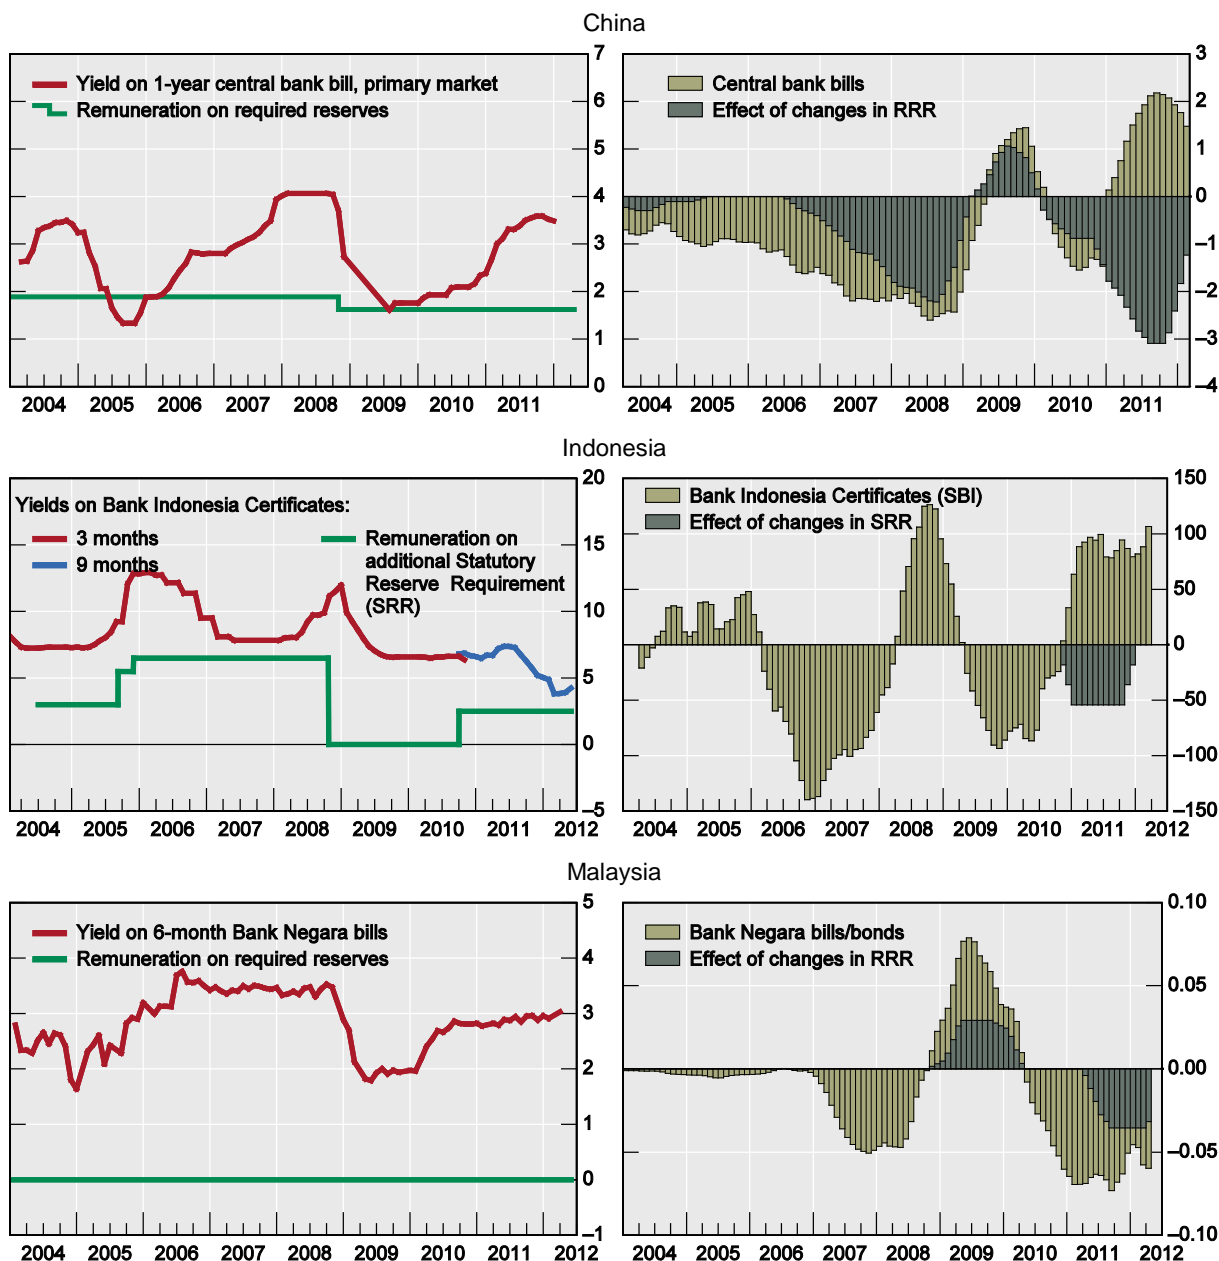 China
Yield on 1-year central bank bill, primary market
Remuneration on required reserves
7
6
5
4
3
2
1
0
2004 2005 2006 2007 2008 2009 2010 2011
Central bank bills
Effect of changes in RRR
3
2
1
0
–1
–2
–3
–4
2004 2005 2006 2007 2008 2009 2010 2011
Indonesia
Yields on Bank Indonesia Certificates:
3 months
9 months
Remuneration on
additional Statutory
Reserve Requirement
(SRR)
20
15
10
5
0
–5
2004 2005 2006 2007 2008 2009 2010 2011 2012
Bank Indonesia Certificates (SBI)
Effect of changes in SRR
150
100
50
0
–50
–100
–150
2004 2005 2006 2007 2008 2009 2010 2011 2012
Malaysia
Yield on 6-month Bank Negara bills
Remuneration on required reserves
5
4
3
2
1
0
–1
2004 2005 2006 2007 2008 2009 2010 2011 2012
Bank Negara bills/bonds
Effect of changes in RRR
0.10
0.05
0.00
–0.05
–0.10
2004 2005 2006 2007 2008 2009 2010 2011 2012